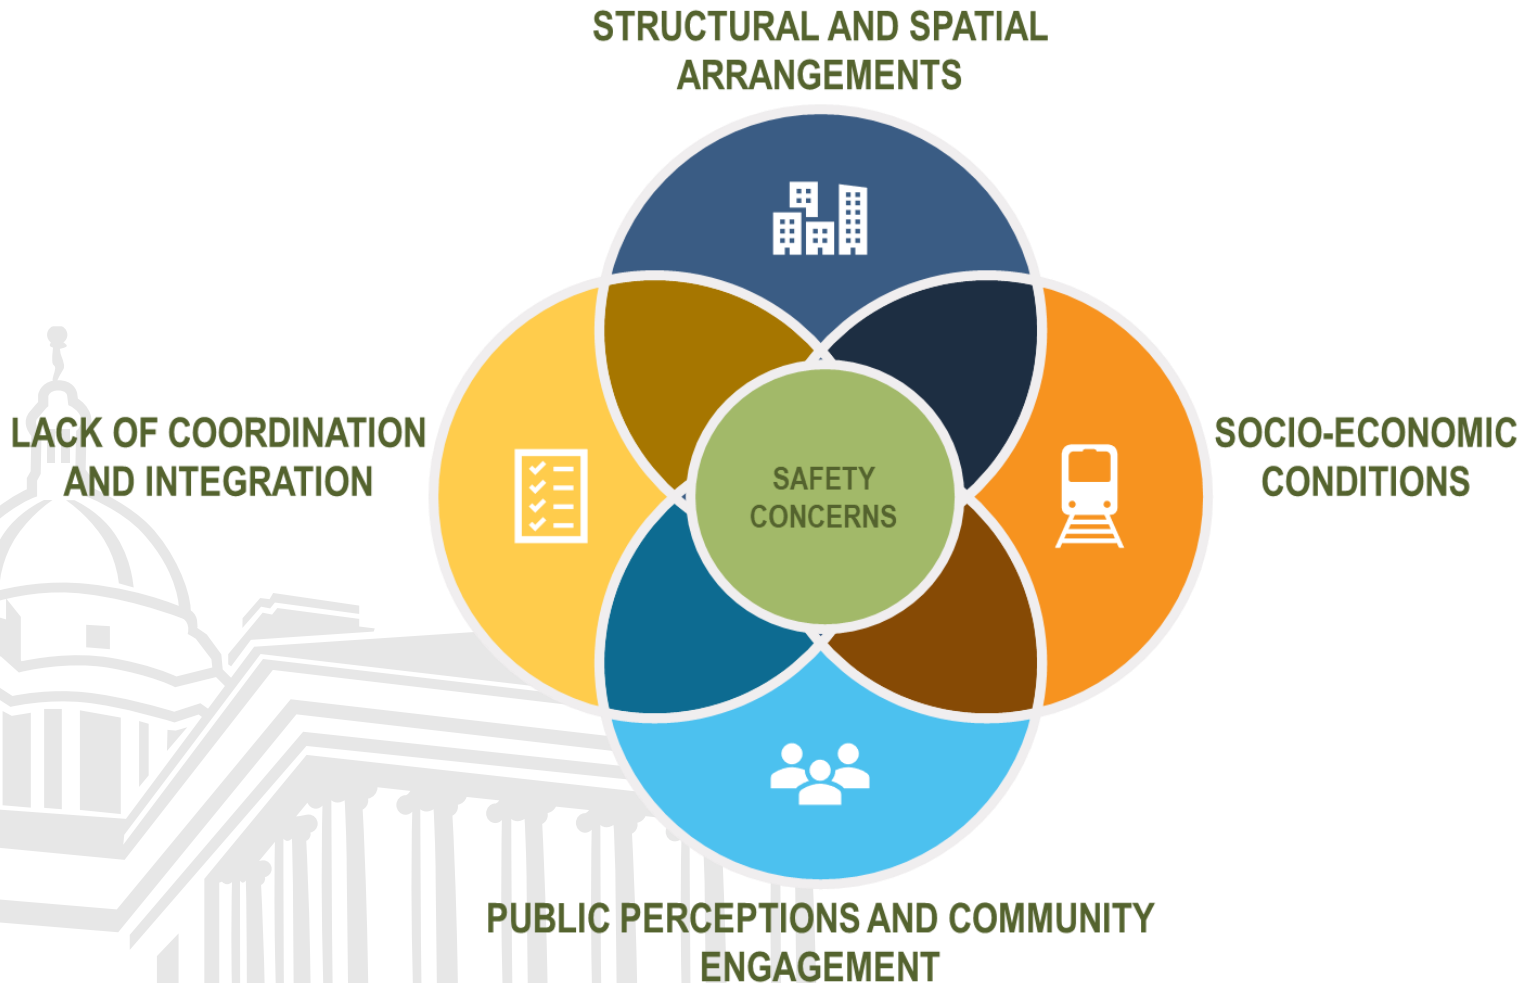 STRUCTURAL AND SPATIAL
ARRANGEMENTS
LACK OF COORDINATION
AND INTEGRATION
SAFETY
CONCERNS
SOCIO-ECONOMIC
CONDITIONS
PUBLIC PERCEPTIONS AND COMMUNITY
ENGAGEMENT